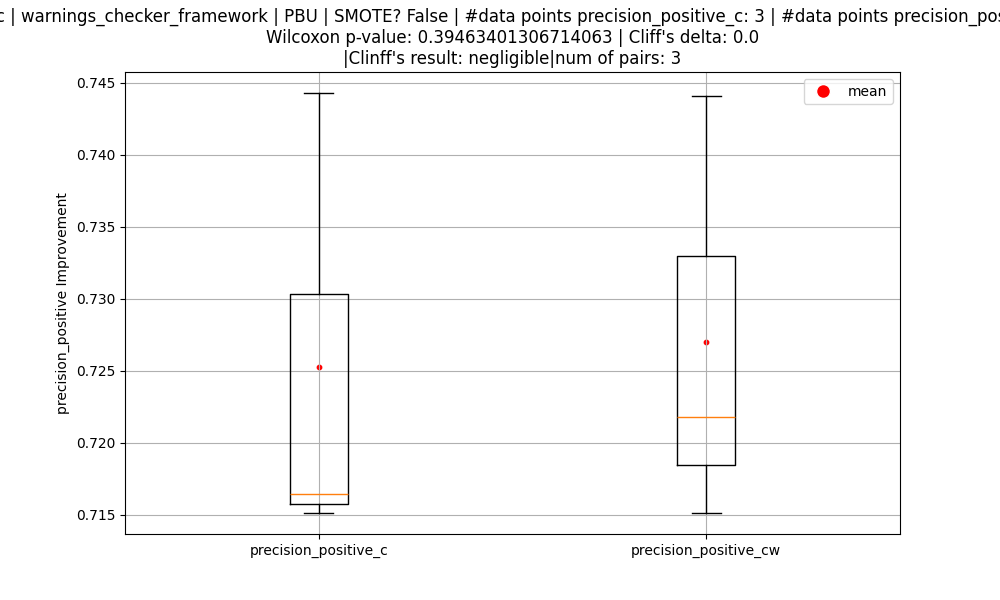 c | warnings_checker_framework | PBU | SMOTE? False | #data points precision_positive_c: 3 | #data points
Wilcoxon p-value: 0.39463401306714063 | Cliff's delta: 0.0
|Clinff's result: negligible|num of pairs: 3
mean
0.745
0.740
0.735
0.730
0.725
0.720
0.715
precision_positive Improvement
precision_positive_c
precision_positive_cw